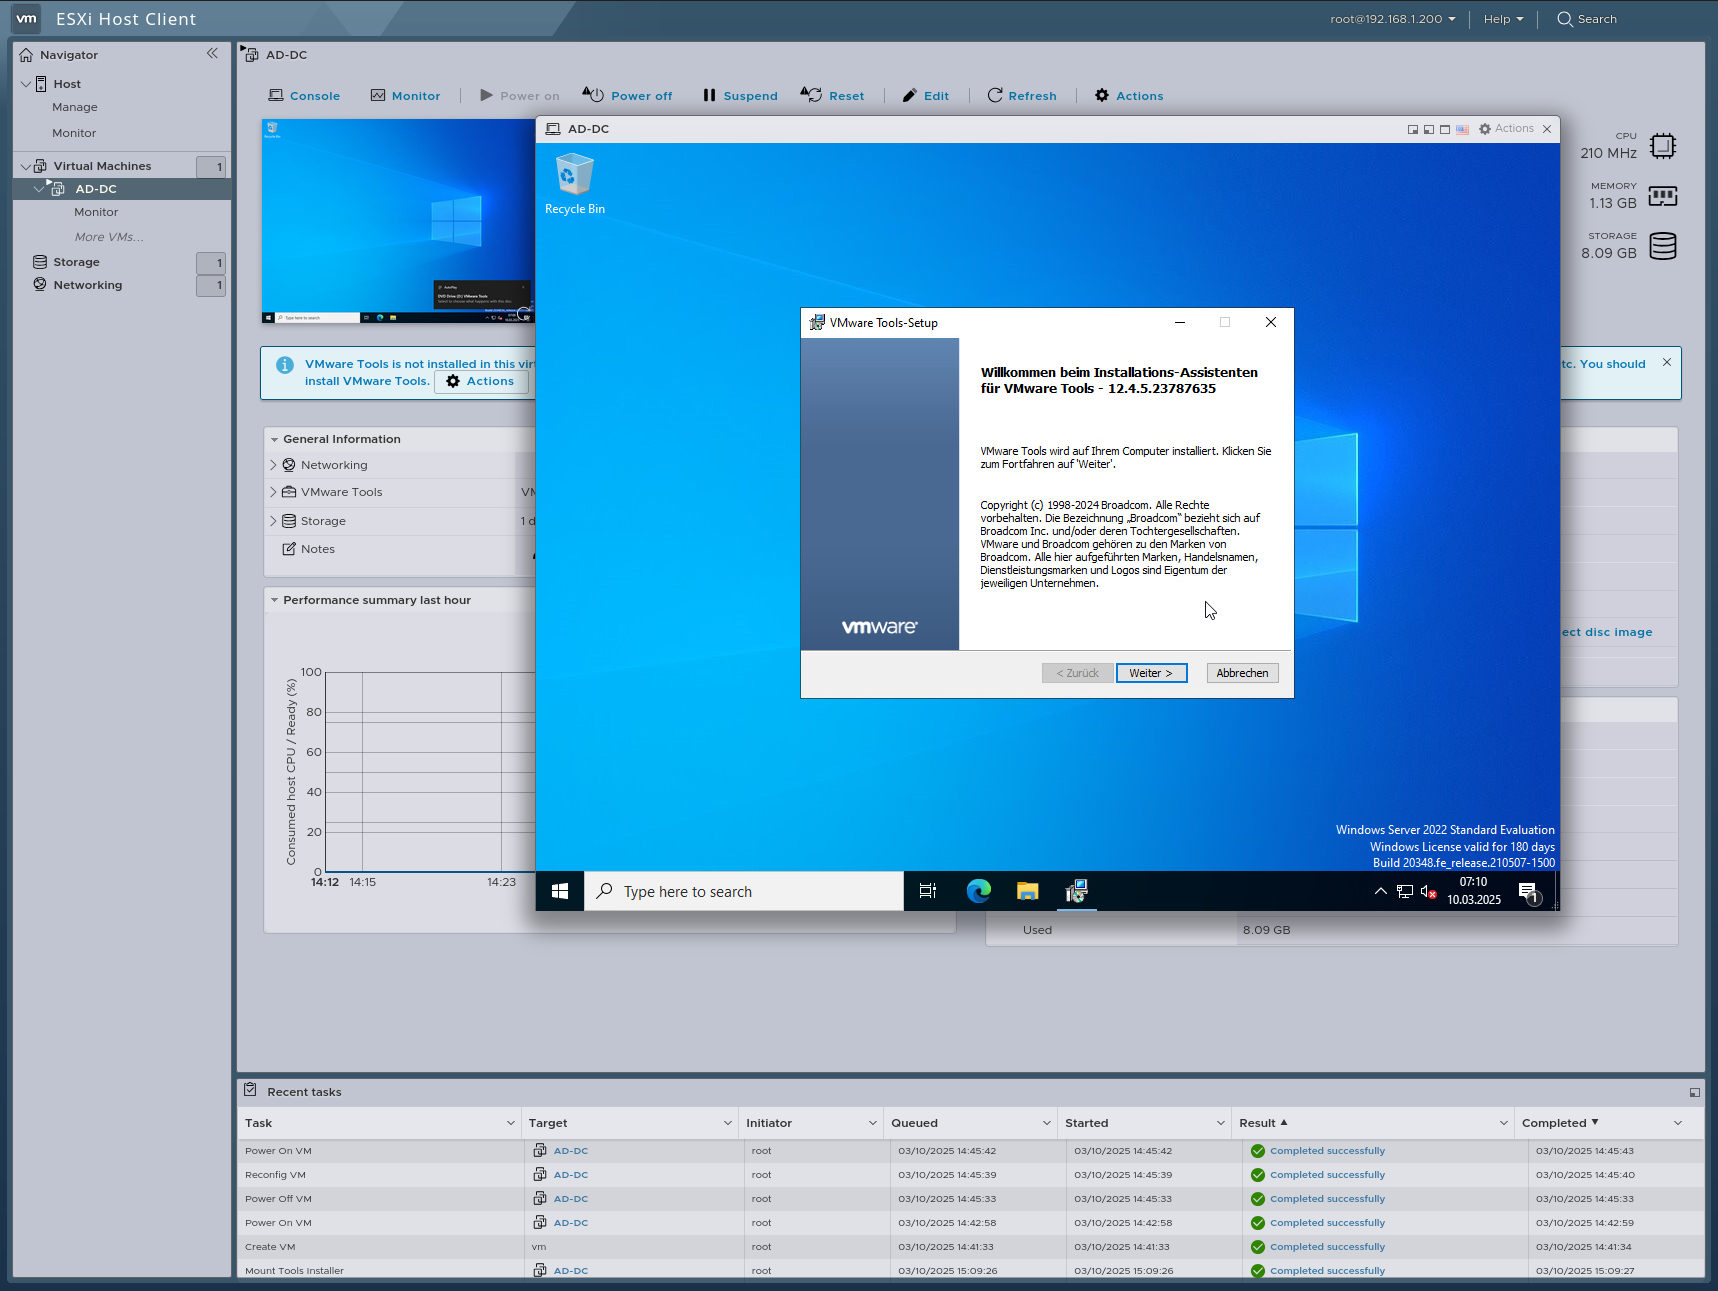 vm ESXi Host Client
root@192.168.1.200
Help
Search
Navigator
Host
Manage
Monitor
Virtual Machines 1
AD-DC
Monitor
More VMs...
Storage 1
Networking 1
AD-DC
Console
Monitor
Power on
Power off
Suspend
Reset
Edit
Refresh
Actions
CPU
210 MHz
MEMORY
1.13 GB
STORAGE
8.09 GB
VMware Tools is not installed in this
install VMware Tools. Actions
You should
General Information
Networking
VMware Tools
Storage
Notes
Performance summary last hour
Consumed host CPU / Ready (%)
100
80
60
40
20
0
14:12 14:15 14:23
ect disc image
Used 8.09 GB
AD-DC
Actions
Recycle Bin
VMware Tools-Setup
Willkommen beim Installations-Assistenten
für VMware Tools - 12.4.5.23787635
VMware Tools wird auf Ihrem Computer installiert. Klicken Sie
zum Fortfahren auf 'Weiter'.
Copyright (c) 1998-2024 Broadcom. Alle Rechte
vorbehalten. Die Bezeichnung „Broadcom“ bezieht sich auf
Broadcom Inc. und/oder deren Tochtergesellschaften.
VMware und Broadcom gehören zu den Marken von
Broadcom. Alle hier aufgeführten Marken, Handelsnamen,
Dienstleistungsmarken und Logos sind Eigentum der
jeweiligen Unternehmen.
vmware®
< Zurück
Weiter >
Abbrechen
Windows Server 2022 Standard Evaluation
Windows License valid for 180 days
Build 20348.fe_release.210507-1500
Type here to search
07:10
10.03.2025
1
Recent tasks
Task Target Initiator Queued Started Result Completed
Power On VM AD-DC root 03/10/2025 14:45:42 03/10/2025 14:45:42 Completed successfully 03/10/2025 14:45:43
Reconfig VM AD-DC root 03/10/2025 14:45:39 03/10/2025 14:45:39 Completed successfully 03/10/2025 14:45:40
Power Off VM AD-DC root 03/10/2025 14:45:33 03/10/2025 14:45:33 Completed successfully 03/10/2025 14:45:33
Power On VM AD-DC root 03/10/2025 14:42:58 03/10/2025 14:42:58 Completed successfully 03/10/2025 14:42:59
Create VM vm root 03/10/2025 14:41:33 03/10/2025 14:41:33 Completed successfully 03/10/2025 14:41:34
Mount Tools Installer AD-DC root 03/10/2025 15:09:26 03/10/2025 15:09:26 Completed successfully 03/10/2025 15:09:27